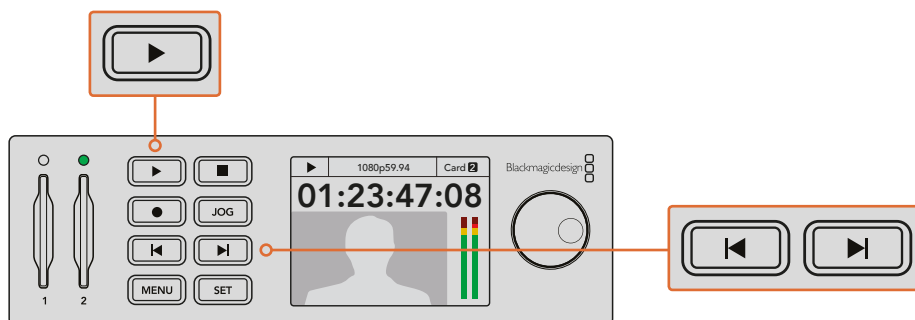 1080p59.94 Card 2
Blackmagicdesign
01:23:47:08
JOG
MENU SET
1 2